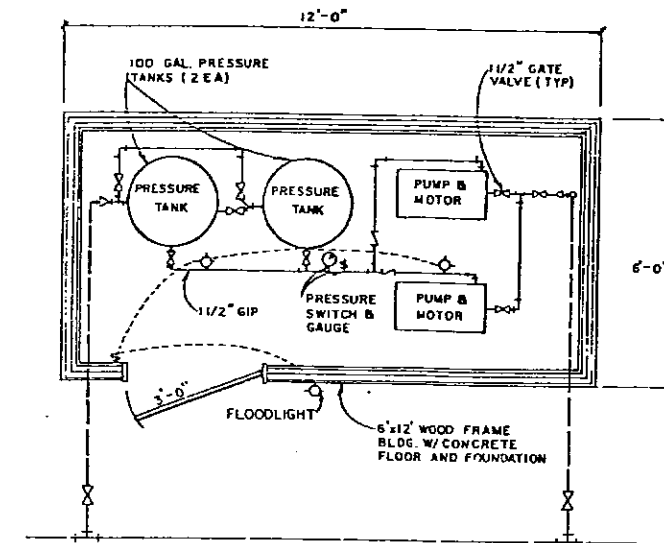 12'-0"
100 GAL. PRESSURE
TANKS (2 EA)
1 1/2" GATE
VALVE (TYP)
PRESSURE
TANK
PRESSURE
TANK
PUMP &
MOTOR
6'-0"
1 1/2" GIP
PRESSURE
SWITCH &
GAUGE
$
PUMP &
MOTOR
3'-0"
FLOODLIGHT
6'x12' WOOD FRAME
BLDG. W/ CONCRETE
FLOOR AND FOUNDATION